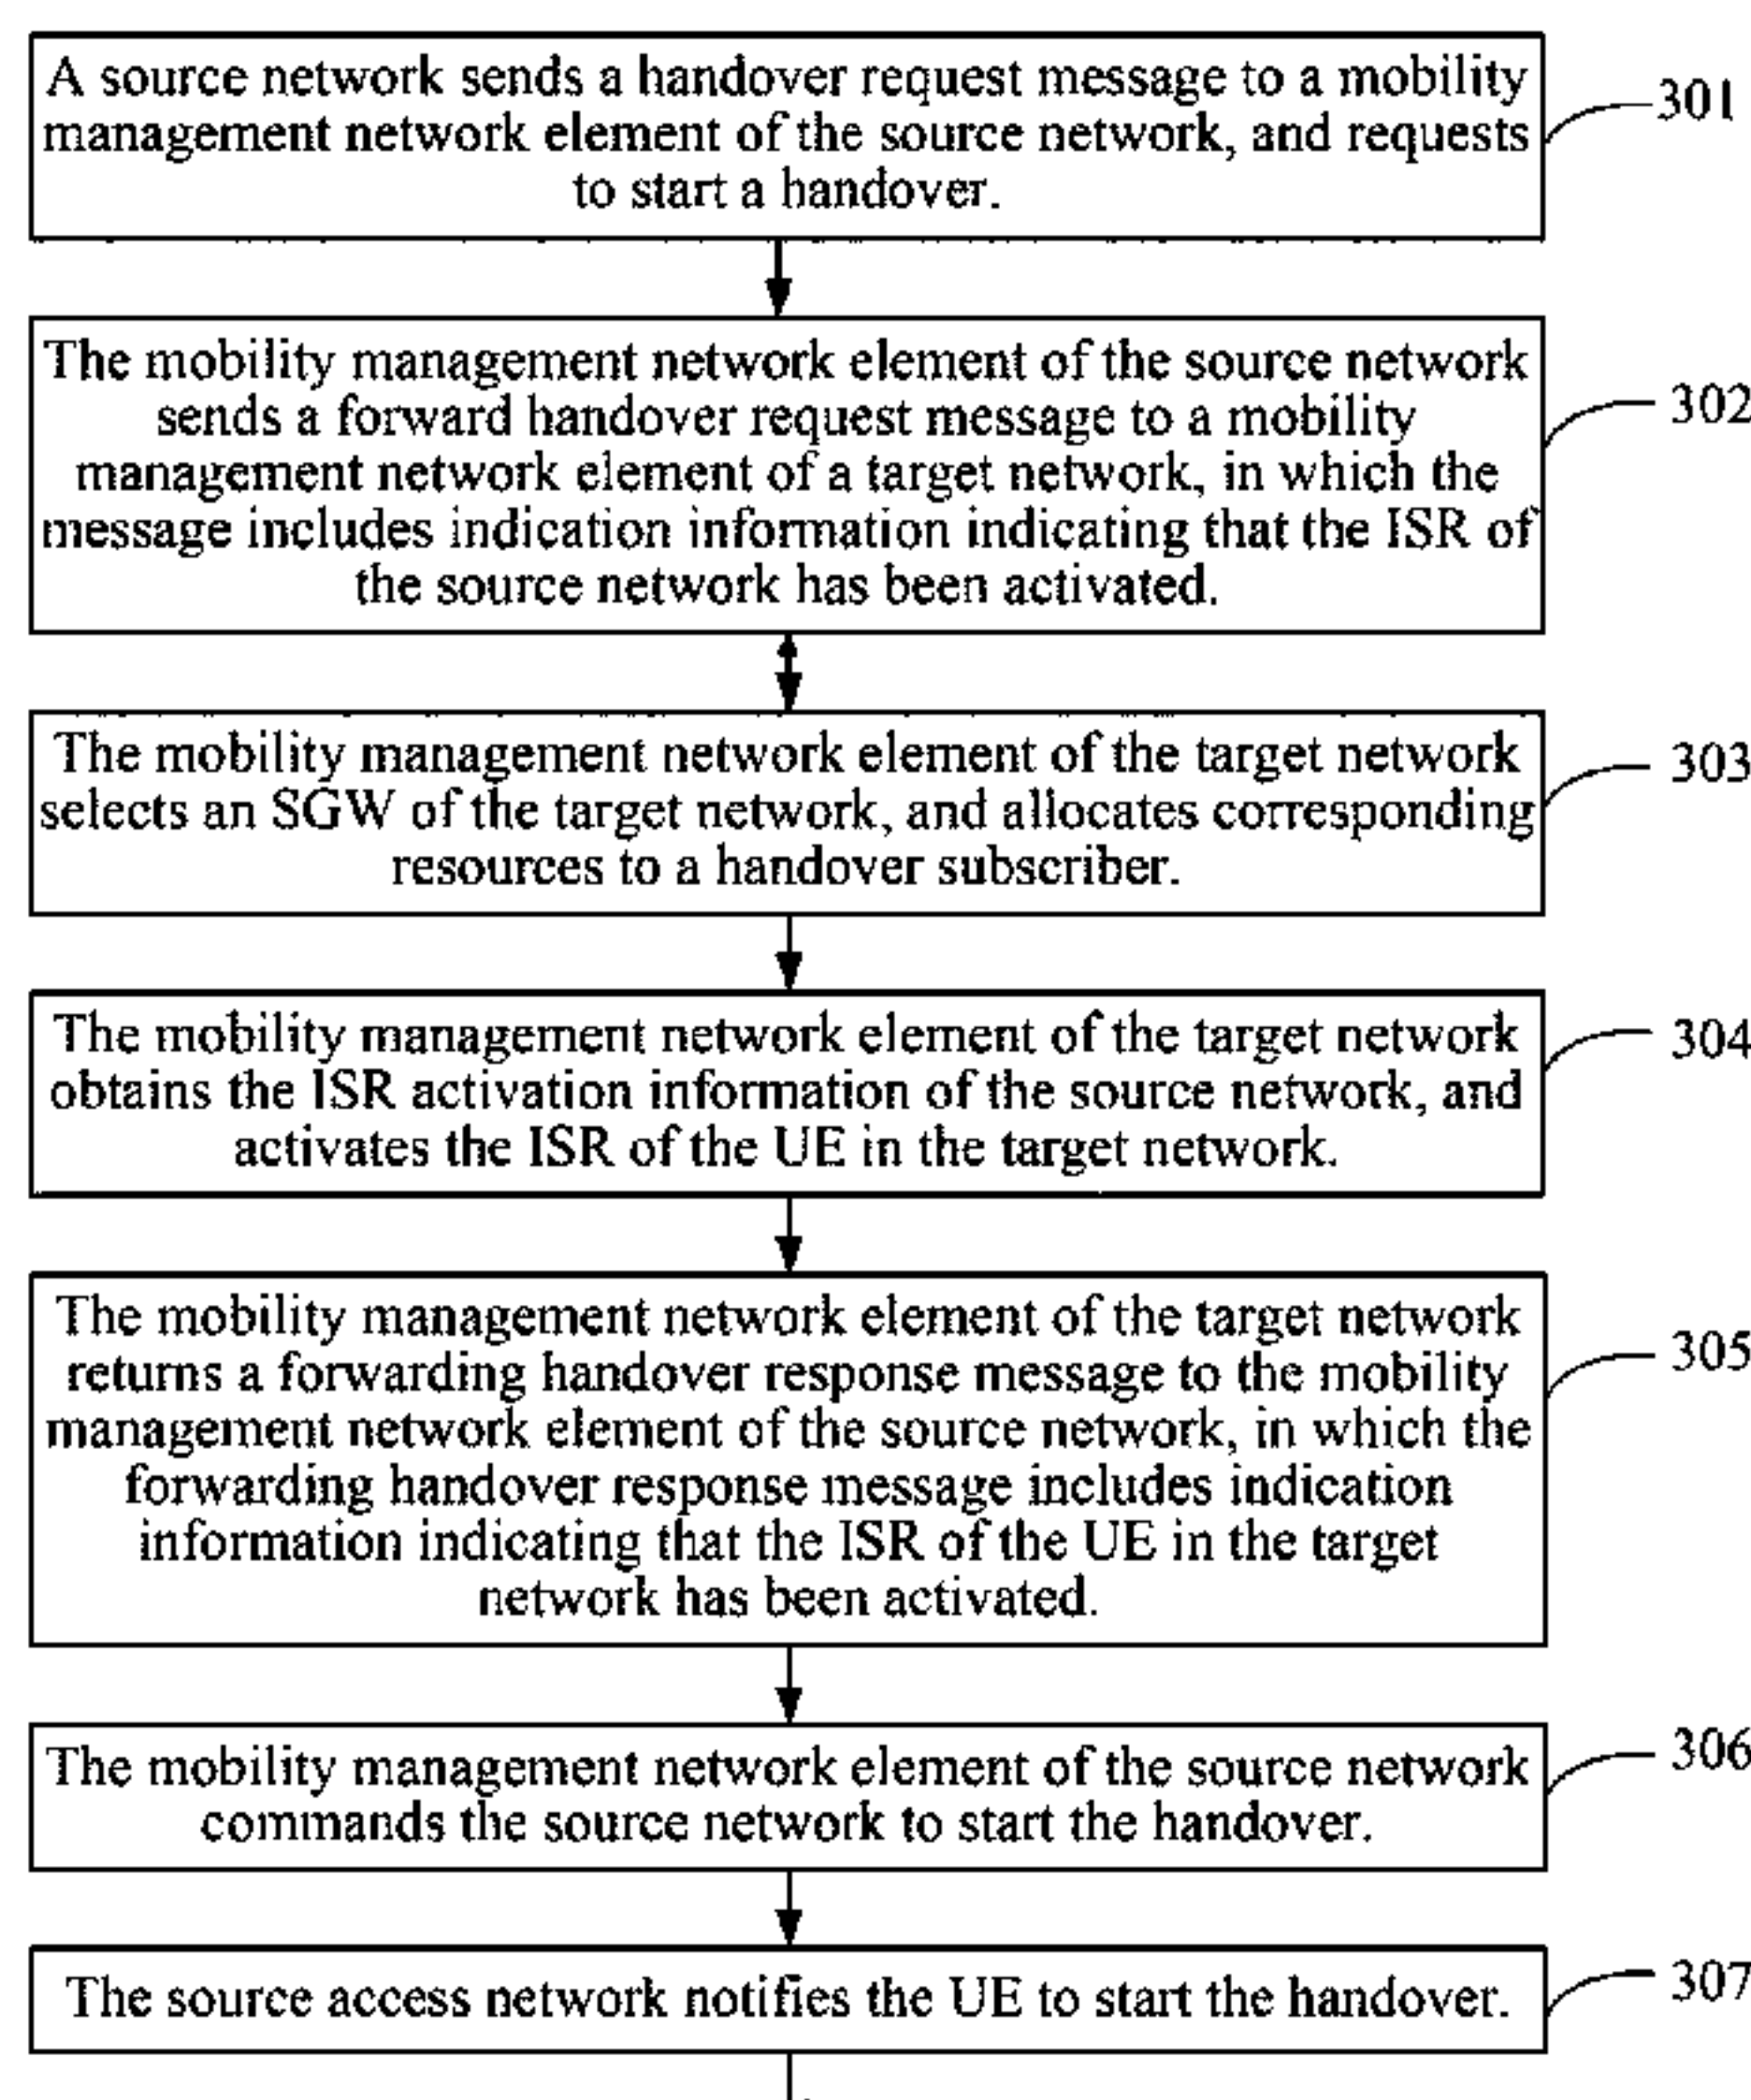 A source network sends a handover request message to a mobility
management network element of the source network, and requests
to start a handover.
301
The mobility management network element of the source network
sends a forward handover request message to a mobility
management network element of a target network, in which the
message includes indication information indicating that the ISR of
the source network has been activated.
302
The mobility management network element of the target network
selects an SGW of the target network, and allocates corresponding
resources to a handover subscriber.
303
The mobility management network element of the target network
obtains the ISR activation information of the source network, and
activates the ISR of the UE in the target network.
304
The mobility management network element of the target network
returns a forwarding handover response message to the mobility
management network element of the source network, in which the
forwarding handover response message includes indication
information indicating that the ISR of the UE in the target
network has been activated.
305
The mobility management network element of the source network
commands the source network to start the handover.
306
The source access network notifies the UE to start the handover.
307